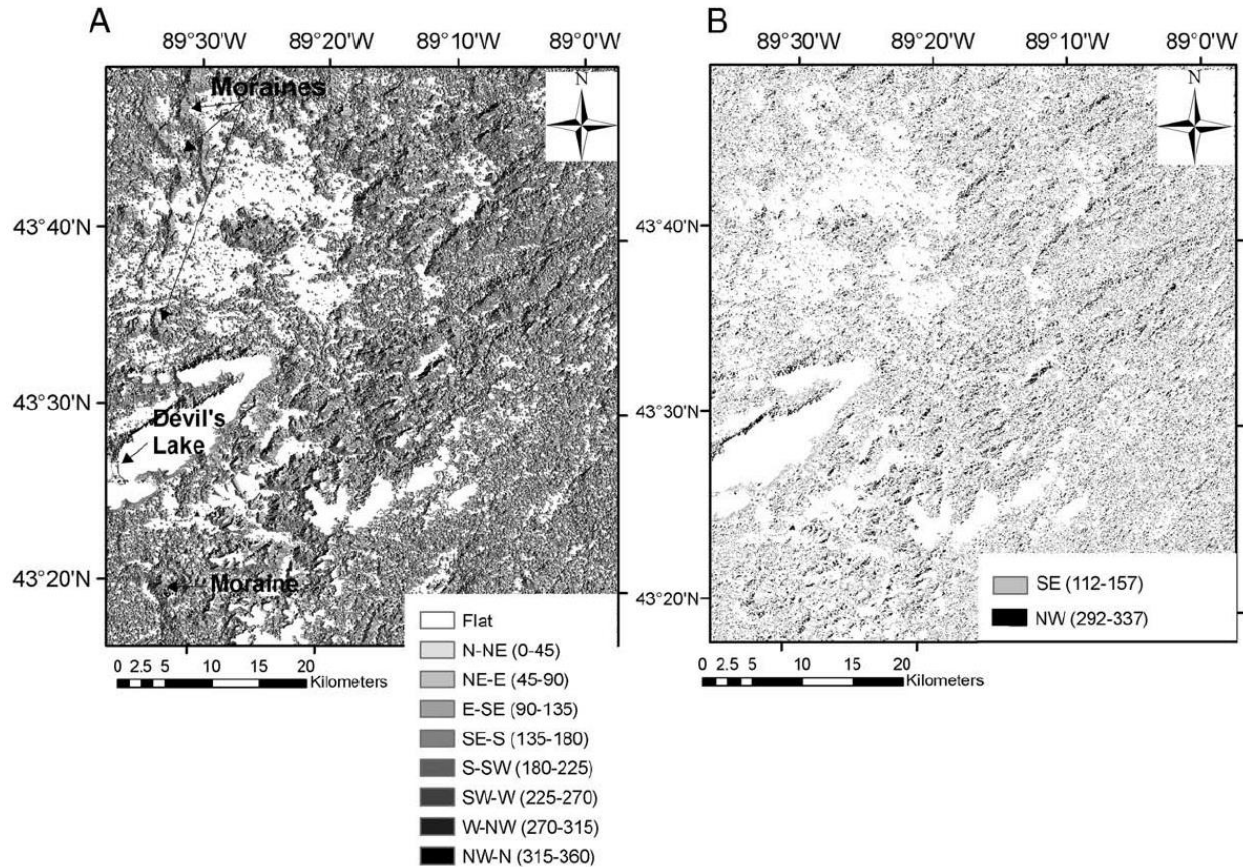 A
89°30'W 89°20'W 89°10'W 89°0'W
Moraines
N
43°40'N
43°30'N
Devil's
Lake
43°20'N
Moraine
Flat
N-NE (0-45)
NE-E (45-90)
E-SE (90-135)
SE-S (135-180)
S-SW (180-225)
SW-W (225-270)
W-NW (270-315)
NW-N (315-360)
0 2.5 5 10 15 20
Kilometers
B
89°30'W 89°20'W 89°10'W 89°0'W
N
43°40'N
43°30'N
43°20'N
SE (112-157)
NW (292-337)
0 2.5 5 10 15 20
Kilometers